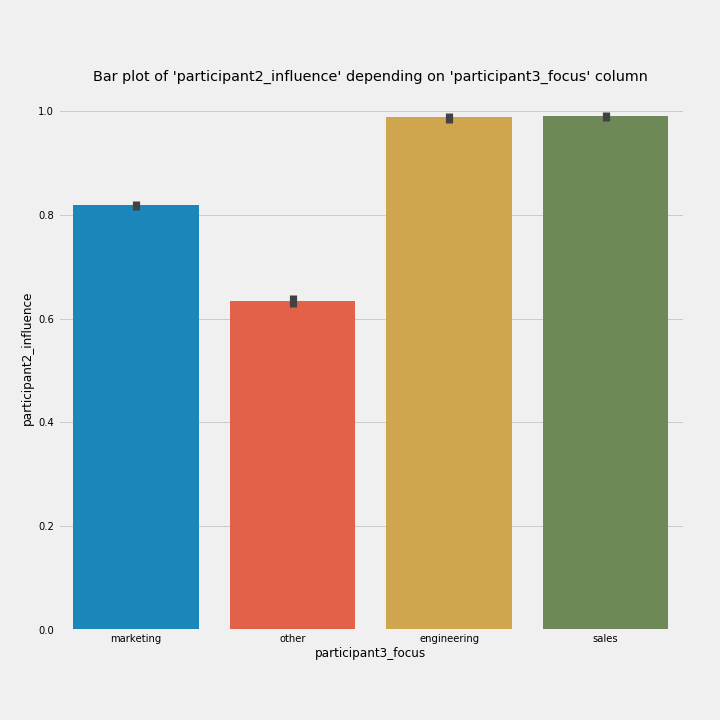 Bar plot of 'participant2_influence' depending on 'participant3_focus' column
1.0
0.8
0.6
0.4
0.2
0.0
participant2_influence
marketing other engineering sales
participant3_focus